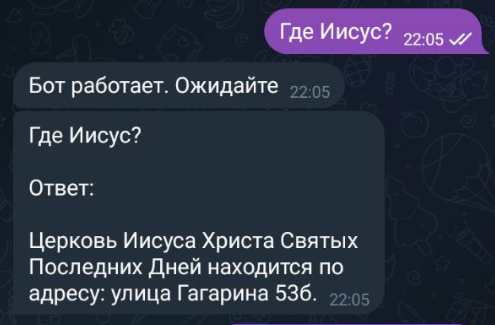 Где Иисус? 22:05
Бот работает. Ожидайте 22:05
Где Иисус?
Ответ:
Церковь Иисуса Христа Святых
Последних Дней находится по
адресу: улица Гагарина 53б. 22:05